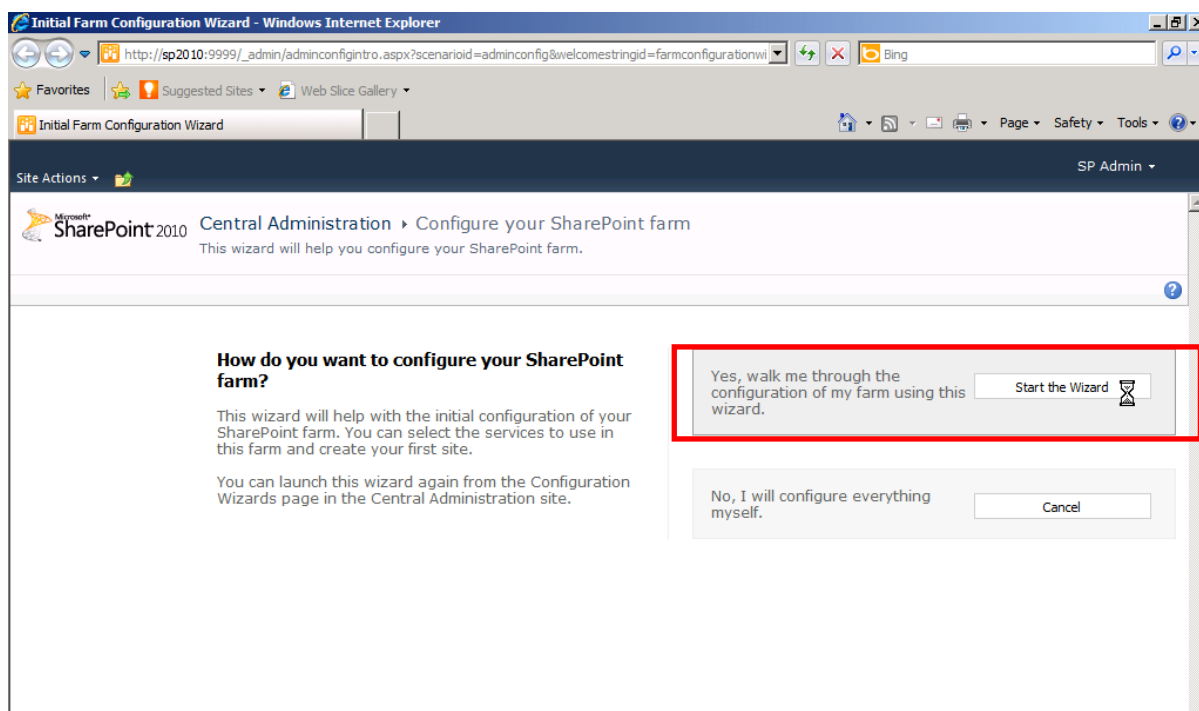 Initial Farm Configuration Wizard - Windows Internet Explorer
http://sp2010:9999/_admin/adminconfigintro.aspx?scenarioid=adminconfig&welcomestringid=farmconfigurationwi
Bing
Favorites
Suggested Sites
Web Slice Gallery
Initial Farm Configuration Wizard
Page
Safety
Tools
SP Admin
Site Actions
Microsoft
SharePoint 2010
Central Administration
Configure your SharePoint farm
This wizard will help you configure your SharePoint farm.
How do you want to configure your SharePoint
farm?
This wizard will help with the initial configuration of your
SharePoint farm. You can select the services to use in
this farm and create your first site.
You can launch this wizard again from the Configuration
Wizards page in the Central Administration site.
Yes, walk me through the
configuration of my farm using this
wizard.
Start the Wizard
No, I will configure everything
myself.
Cancel